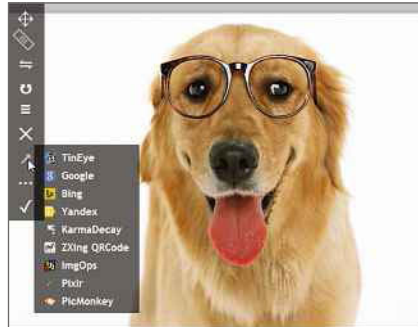 TinEye
Google
Bing
Yandex
KarmaDecay
ZXing QRCode
ImgOps
Pixlr
PicMonkey